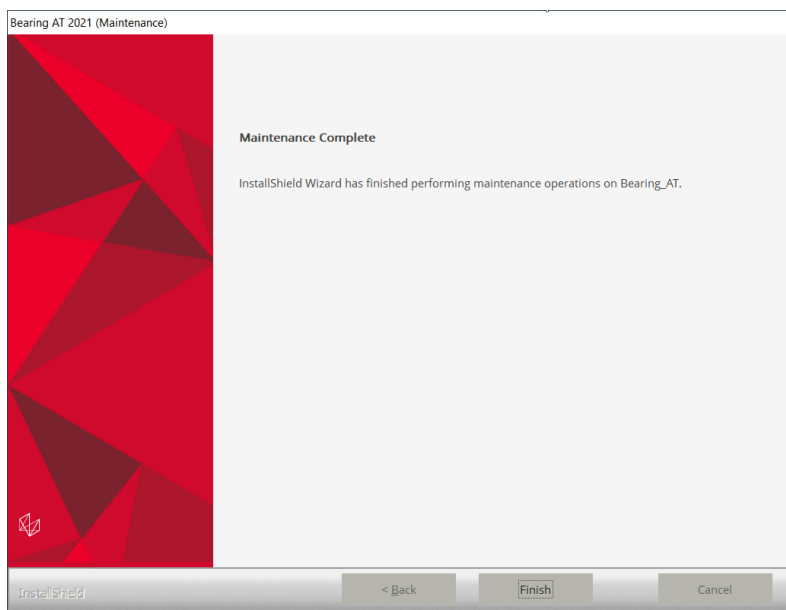 Bearing AT 2021 (Maintenance)
Maintenance Complete
InstallShield Wizard has finished performing maintenance operations on Bearing_AT.
InstallShield
< Back
Finish
Cancel